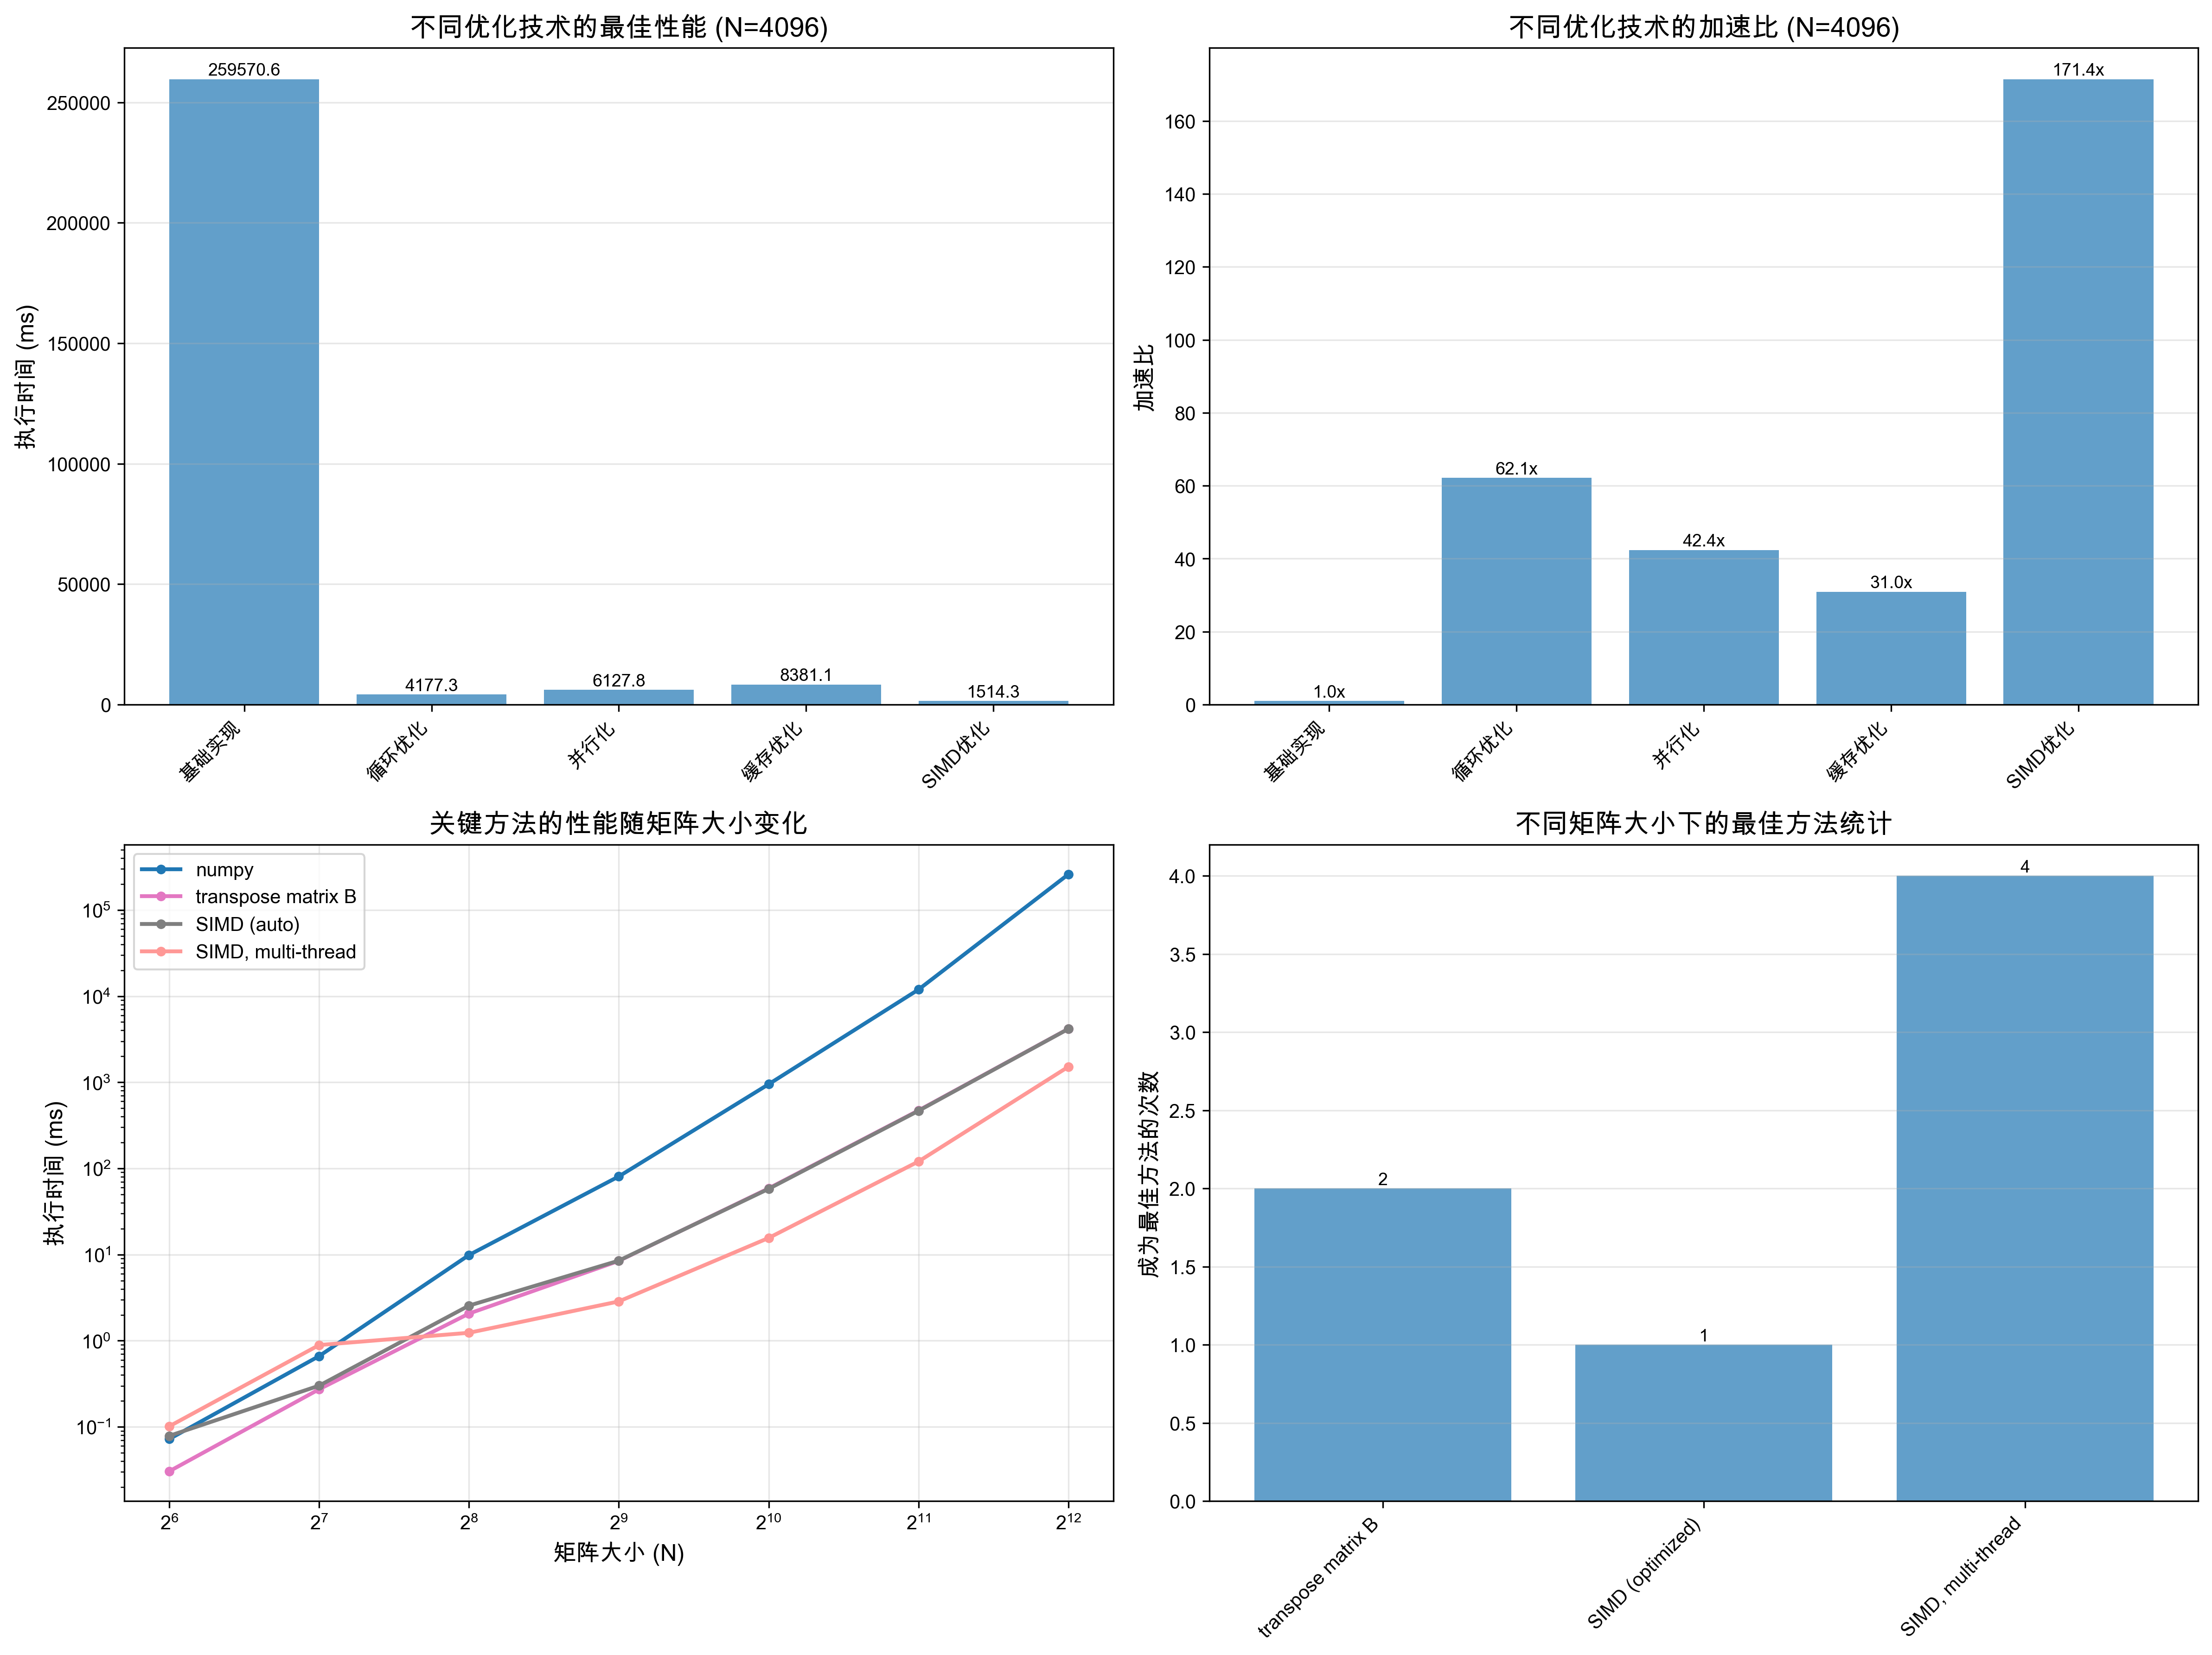 不同优化技术的最佳性能 (N=4096)
执行时间 (ms)
250000
200000
150000
100000
50000
0
259570.6
4177.3
6127.8
8381.1
1514.3
基础实现
循环优化
并行化
缓存优化
SIMD优化
不同优化技术的加速比 (N=4096)
加速比
160
140
120
100
80
60
40
20
0
1.0x
62.1x
42.4x
31.0x
171.4x
基础实现
循环优化
并行化
缓存优化
SIMD优化
关键方法的性能随矩阵大小变化
numpy
transpose matrix B
SIMD (auto)
SIMD, multi-thread
执行时间 (ms)
10⁵
10⁴
10³
10²
10¹
10⁰
10⁻¹
2⁶
2⁷
2⁸
2⁹
2¹⁰
2¹¹
2¹²
矩阵大小 (N)
不同矩阵大小下的最佳方法统计
成为最佳方法的次数
4.0
3.5
3.0
2.5
2.0
1.5
1.0
0.5
0.0
2
1
4
transpose matrix B
SIMD (optimized)
SIMD, multi-thread